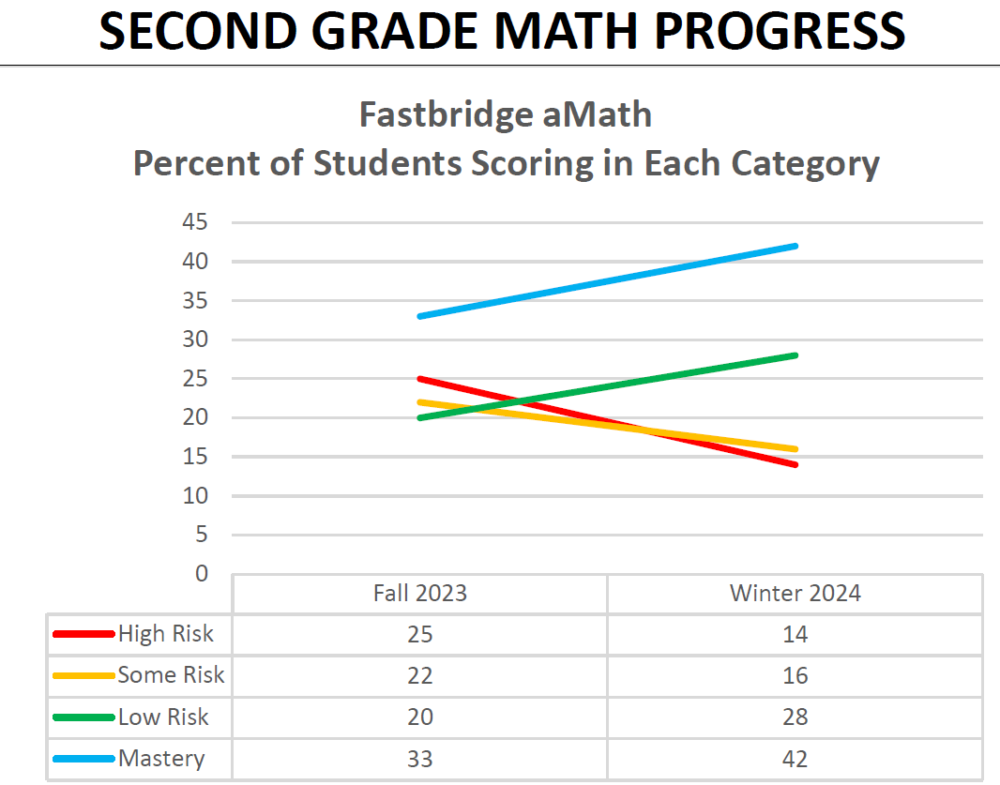 SECOND GRADE MATH PROGRESS
Fastbridge aMath
Percent of Students Scoring in Each Category
45
40
35
30
25
20
15
10
5
0
Fall 2023 Winter 2024
High Risk 25 14
Some Risk 22 16
Low Risk 20 28
Mastery 33 42